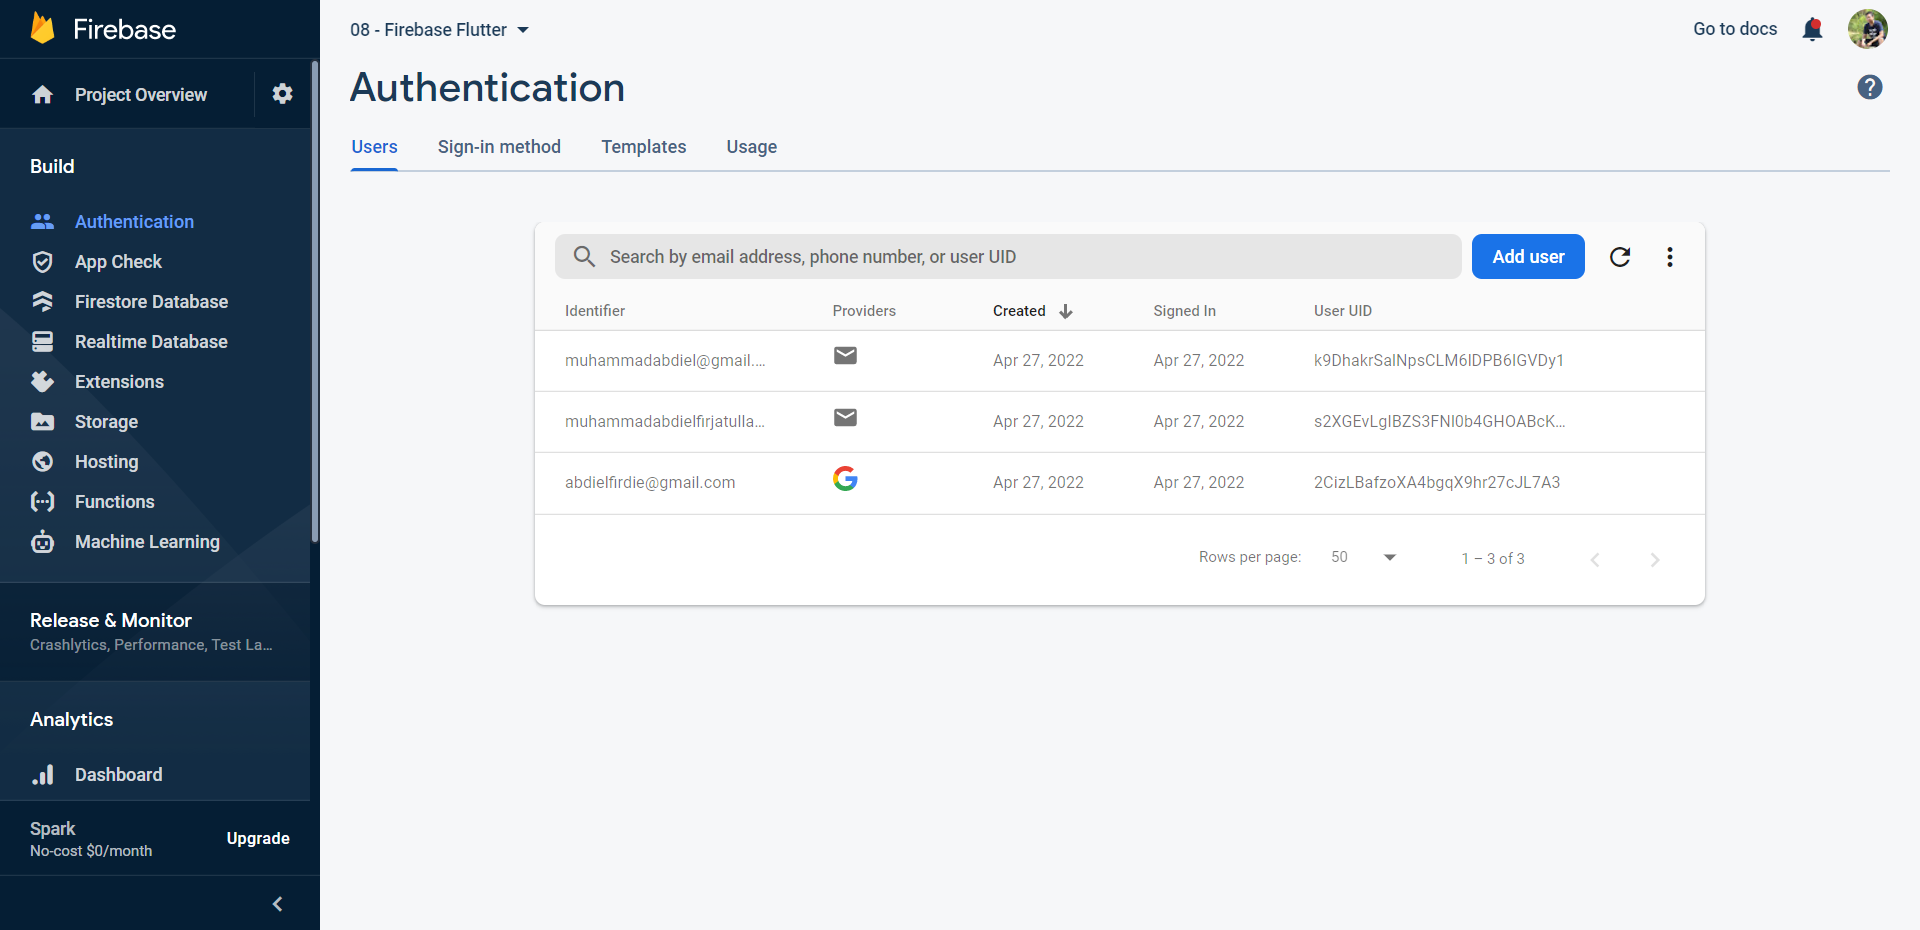 Firebase
Project Overview
Build
Authentication
App Check
Firestore Database
Realtime Database
Extensions
Storage
Hosting
Functions
Machine Learning
Release & Monitor
Crashlytics, Performance, Test La...
Analytics
Dashboard
Spark
No-cost $0/month
Upgrade
08 - Firebase Flutter
Go to docs
Authentication
Users Sign-in method Templates Usage
Search by email address, phone number, or user UID
Add user
Identifier Providers Created Signed In User UID
muhammadabdiel@gmail.... Apr 27, 2022 Apr 27, 2022 k9DhakrSalNpsCLM6lDPB6IGVDy1
muhammadabdielfirjatulla... Apr 27, 2022 Apr 27, 2022 s2XGEvLgIBZS3FNI0b4GHOABcK...
abdielfirdie@gmail.com Apr 27, 2022 Apr 27, 2022 2CizLBafzoXA4bgqX9hr27cJL7A3
Rows per page: 50 1 – 3 of 3